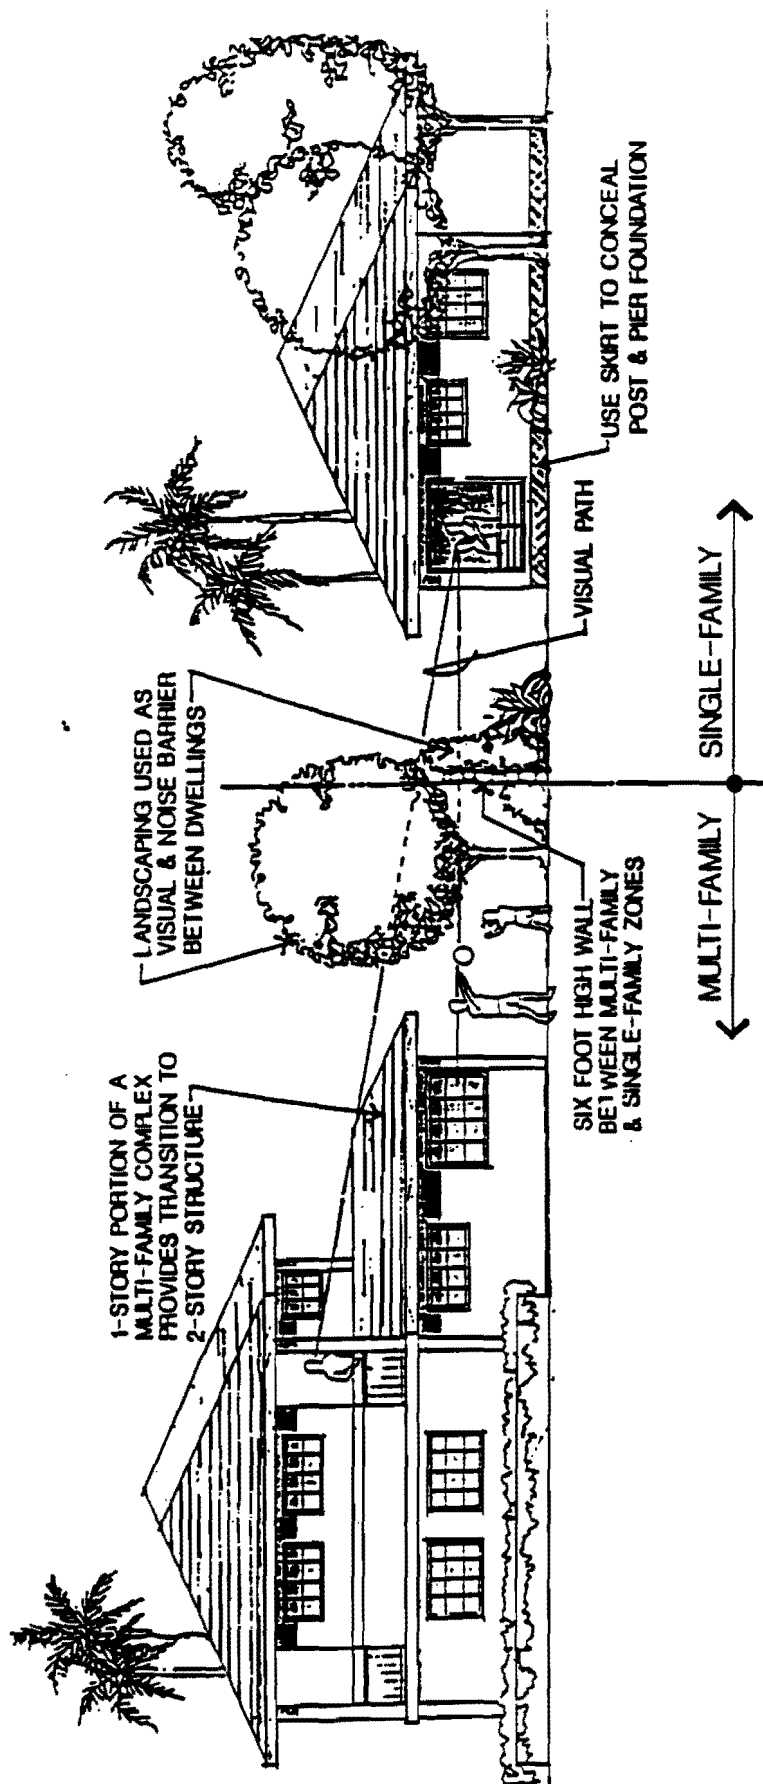 1-STORY PORTION OF A
MULTI-FAMILY COMPLEX
PROVIDES TRANSITION TO
2-STORY STRUCTURE
LANDSCAPING USED AS
VISUAL & NOISE BARRIER
BETWEEN DWELLINGS
SIX FOOT HIGH WALL
BETWEEN MULTI-FAMILY
& SINGLE-FAMILY ZONES
VISUAL PATH
USE SKIRT TO CONCEAL
POST & PIER FOUNDATION
MULTI-FAMILY
SINGLE-FAMILY